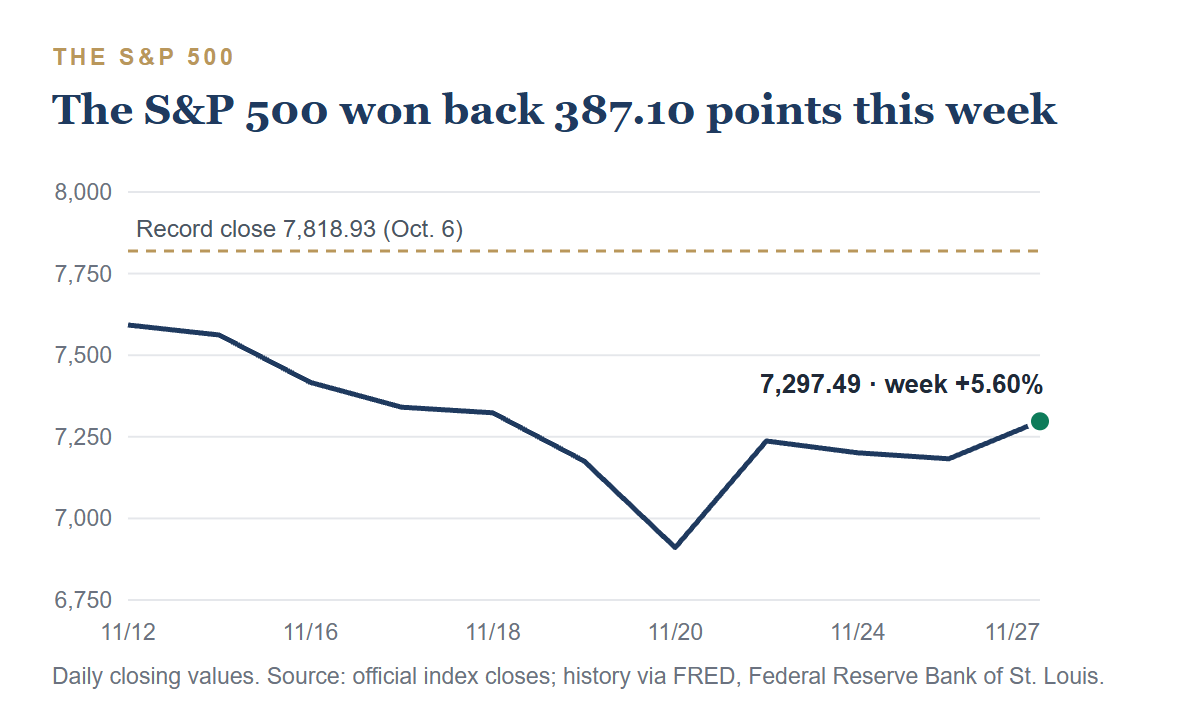 THE S&P 500
The S&P 500 won back 387.10 points this week
8,000
Record close 7,818.93 (Oct. 6)
7,750
7,500
7,297.49 · week +5.60%
7,250
7,000
6,750
11/12 11/16 11/18 11/20 11/24 11/27
Daily closing values. Source: official index closes; history via FRED, Federal Reserve Bank of St. Louis.